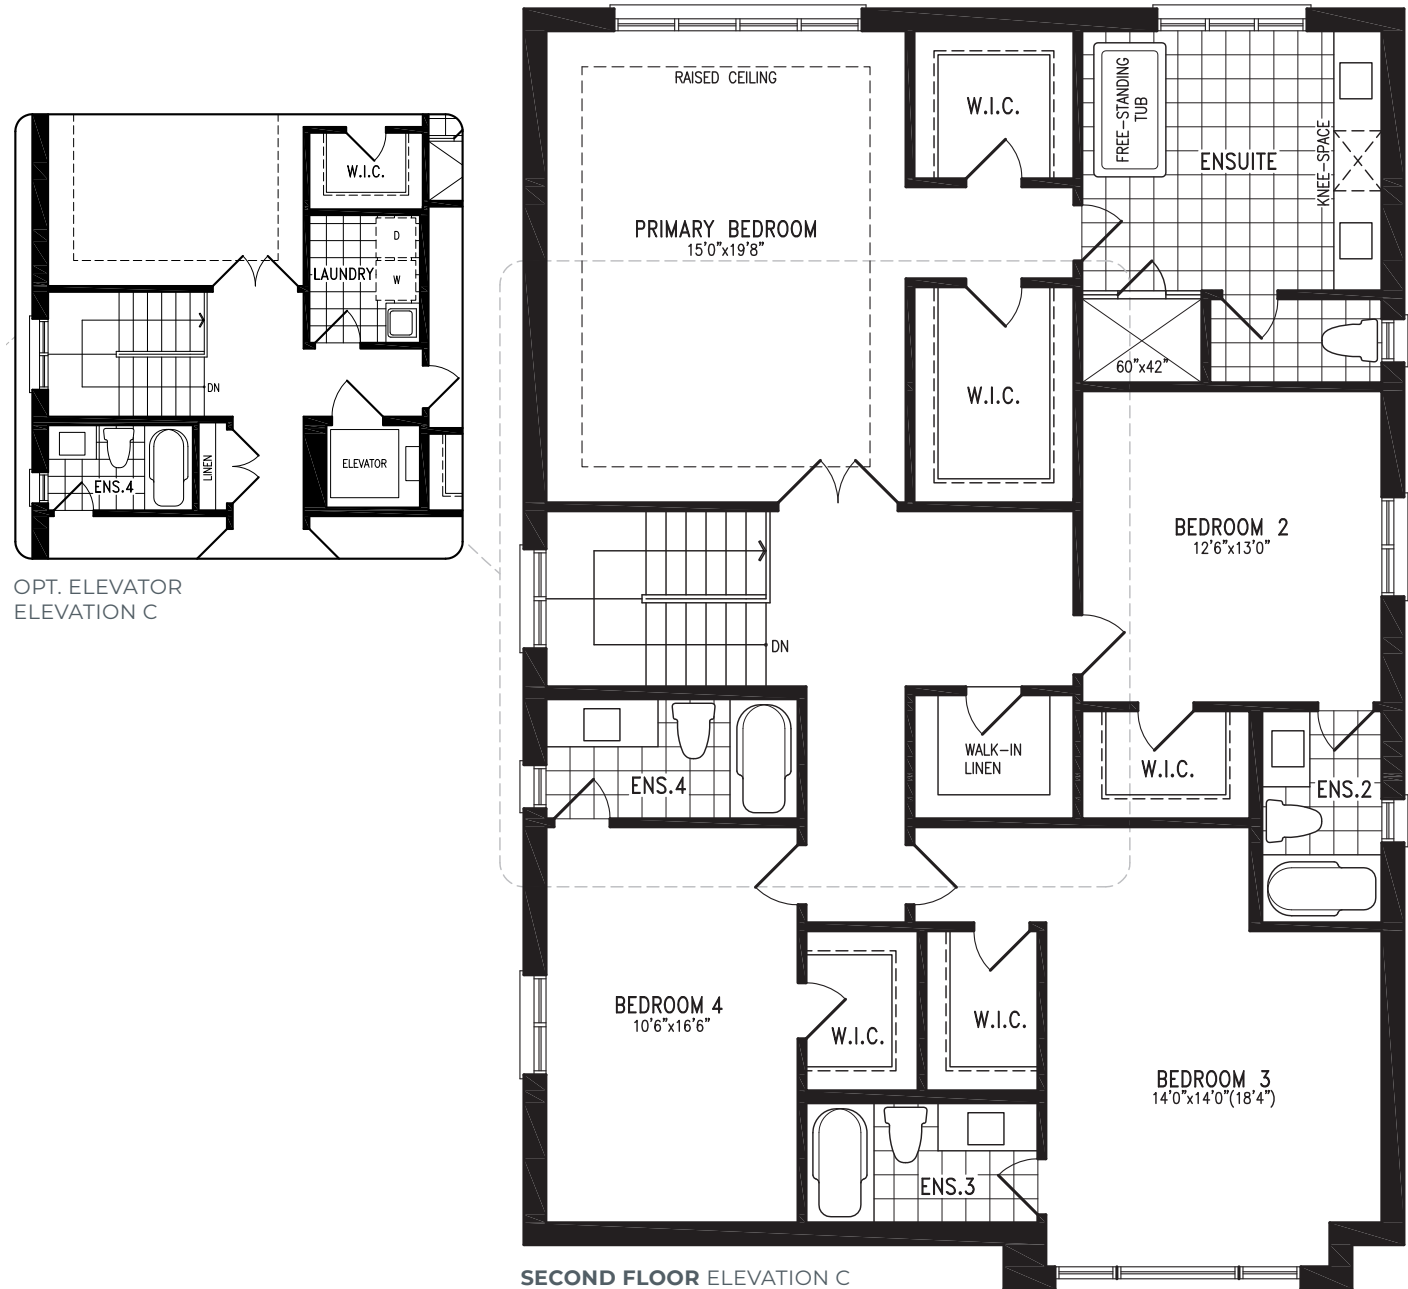 RAISED CEILING
W.I.C.
FREE-STANDING
TUB
ENSUITE
KNEE-SPACE
PRIMARY BEDROOM
15'0"x19'8"
W.I.C.
60"x42"
BEDROOM 2
12'6"x13'0"
DN
WALK-IN
LINEN
W.I.C.
ENS.2
ENS.4
BEDROOM 4
10'6"x16'6"
W.I.C.
W.I.C.
BEDROOM 3
14'0"x14'0"(18'4")
ENS.3
SECOND FLOOR ELEVATION C
W.I.C.
D
LAUNDRY
W
DN
ELEVATOR
LINEN
ENS.4
OPT. ELEVATOR
ELEVATION C